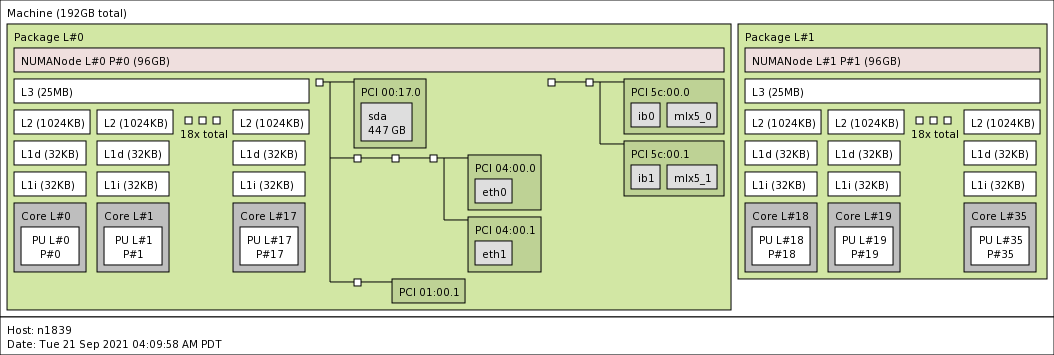 Machine (192GB total)
Package L#0
NUMANode L#0 P#0 (96GB)
L3 (25MB)
L2 (1024KB) L2 (1024KB) 18x total L2 (1024KB)
L1d (32KB) L1d (32KB) L1d (32KB)
L1i (32KB) L1i (32KB) L1i (32KB)
Core L#0 Core L#1 Core L#17
PU L#0 PU L#1 PU L#17
P#0 P#1 P#17
PCI 00:17.0
sda
447 GB
PCI 04:00.0
eth0
PCI 04:00.1
eth1
PCI 01:00.1
PCI 5c:00.0
ib0 mlx5_0
PCI 5c:00.1
ib1 mlx5_1
Package L#1
NUMANode L#1 P#1 (96GB)
L3 (25MB)
L2 (1024KB) L2 (1024KB) 18x total L2 (1024KB)
L1d (32KB) L1d (32KB) L1d (32KB)
L1i (32KB) L1i (32KB) L1i (32KB)
Core L#18 Core L#19 Core L#35
PU L#18 PU L#19 PU L#35
P#18 P#19 P#35
Host: n1839
Date: Tue 21 Sep 2021 04:09:58 AM PDT